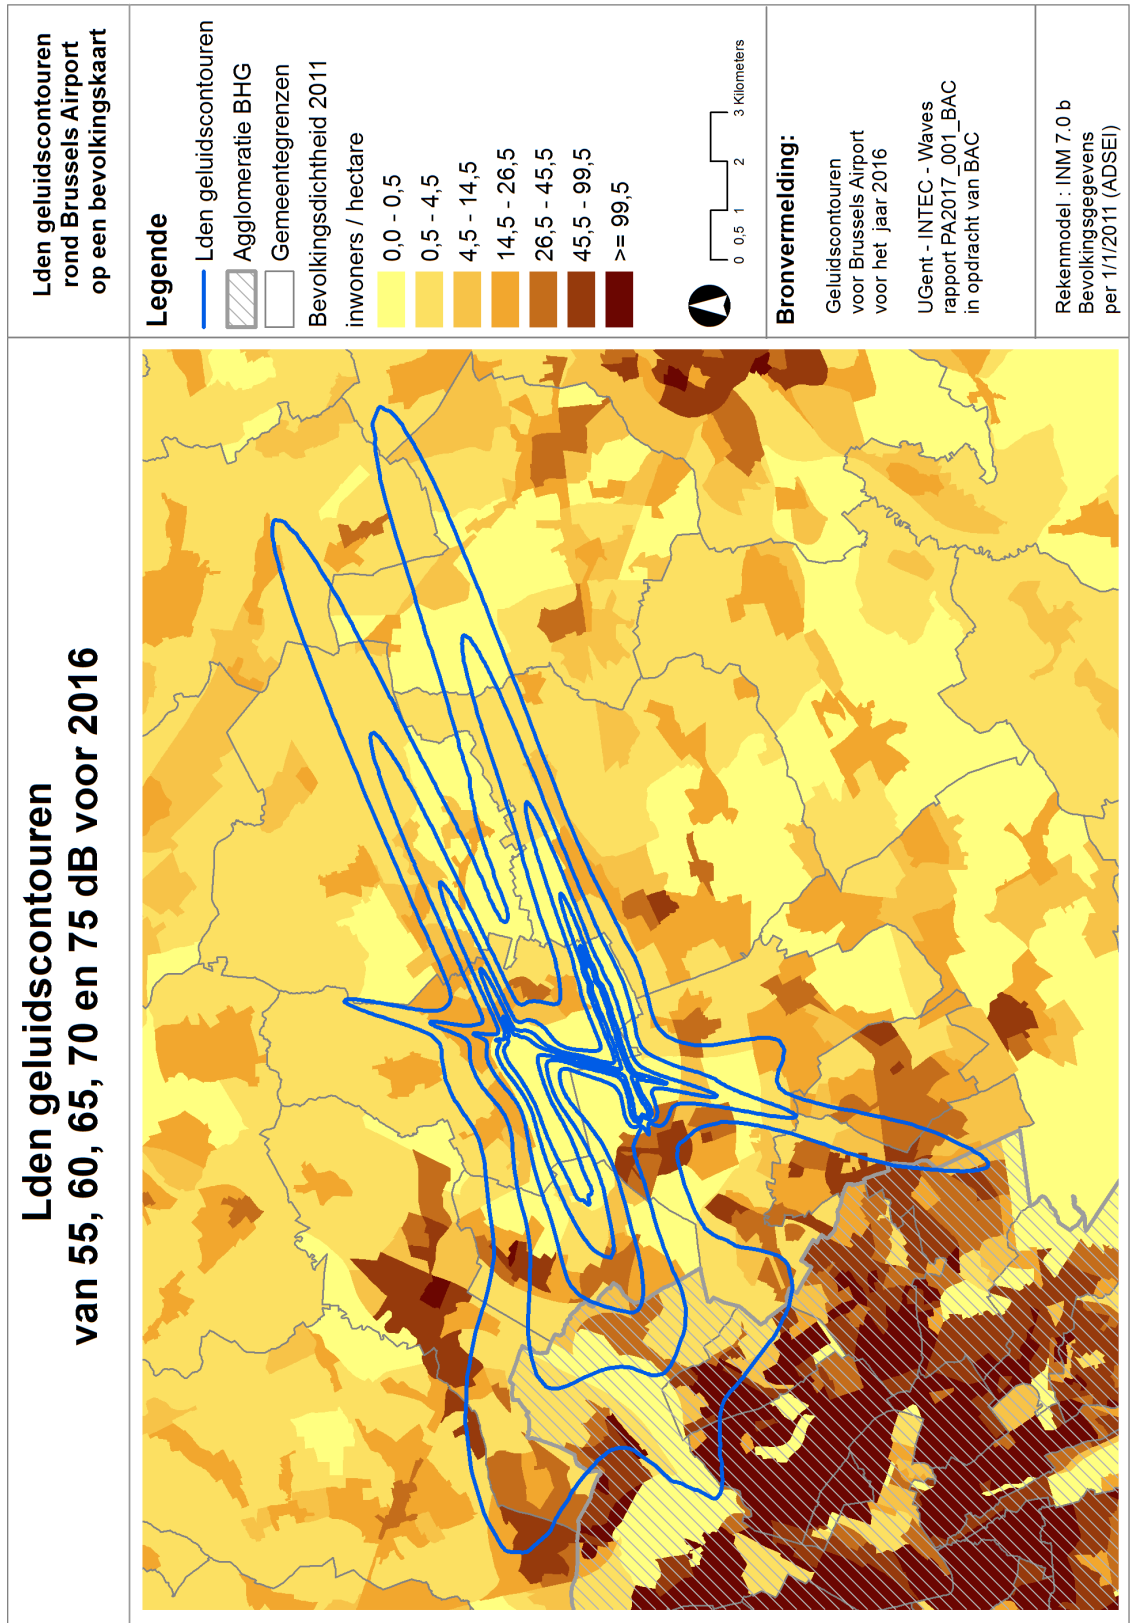 Lden geluidscontouren
van 55, 60, 65, 70 en 75 dB voor 2016
Lden geluidscontouren
rond Brussels Airport
op een bevolkingskaart
Legende
Lden geluidscontouren
Agglomeratie BHG
Gemeentegrenzen
Bevolkingsdichtheid 2011
inwoners / hectare
0,0 - 0,5
0,5 - 4,5
4,5 - 14,5
14,5 - 26,5
26,5 - 45,5
45,5 - 99,5
>= 99,5
0 0,5 1 2 3 Kilometers
Bronvermelding:
Geluidscontouren
voor Brussels Airport
voor het jaar 2016
UGent - INTEC - Waves
rapport PA2017_001_BAC
in opdracht van BAC
Rekenmodel : INM 7.0 b
Bevolkingsgegevens
per 1/1/2011 (ADSEI)